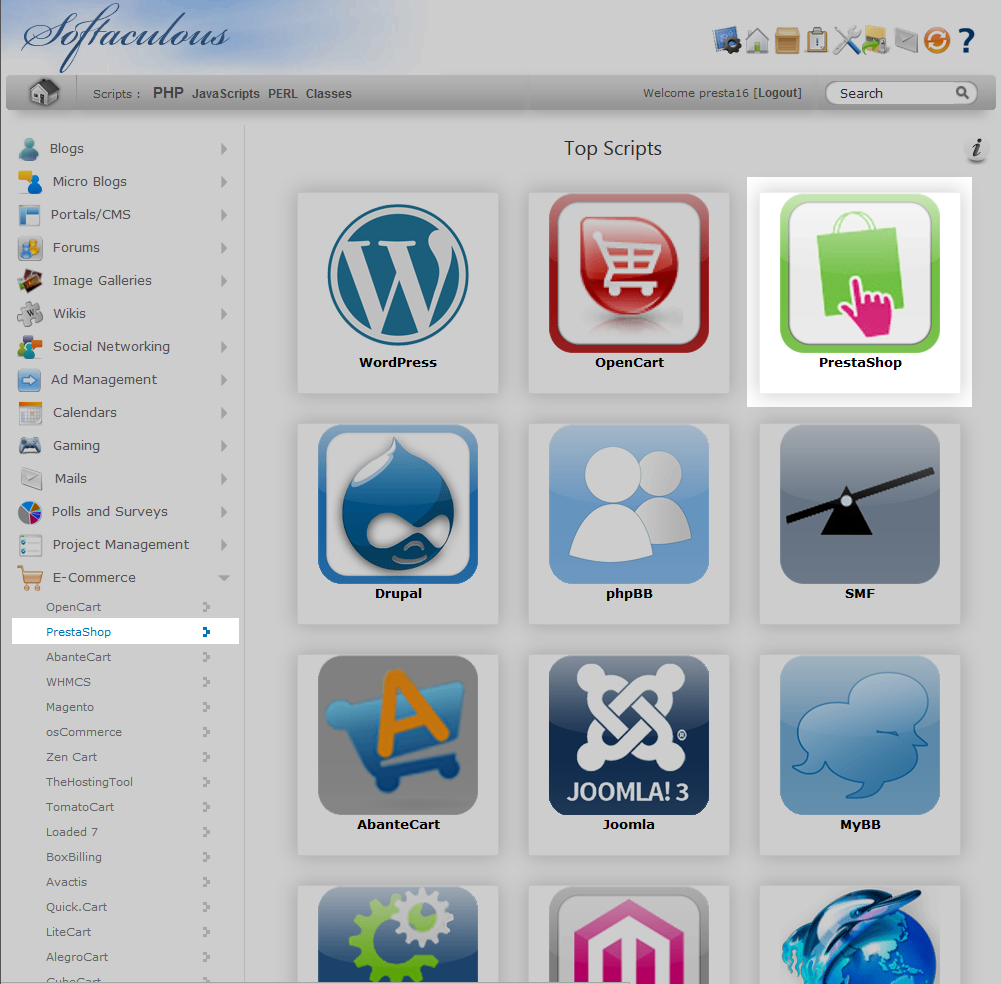 Softaculous
Scripts : PHP JavaScripts PERL Classes
Welcome presta16 [Logout]
Search
Blogs
Micro Blogs
Portals/CMS
Forums
Image Galleries
Wikis
Social Networking
Ad Management
Calendars
Gaming
Mails
Polls and Surveys
Project Management
E-Commerce
OpenCart
PrestaShop
AbanteCart
WHMCS
Magento
osCommerce
Zen Cart
TheHostingTool
TomatoCart
Loaded 7
BoxBilling
Avactis
Quick.Cart
LiteCart
AlegroCart
CubeCart
Top Scripts
WordPress
OpenCart
PrestaShop
Drupal
phpBB
SMF
AbanteCart
JOOMLA! 3
Joomla
MyBB